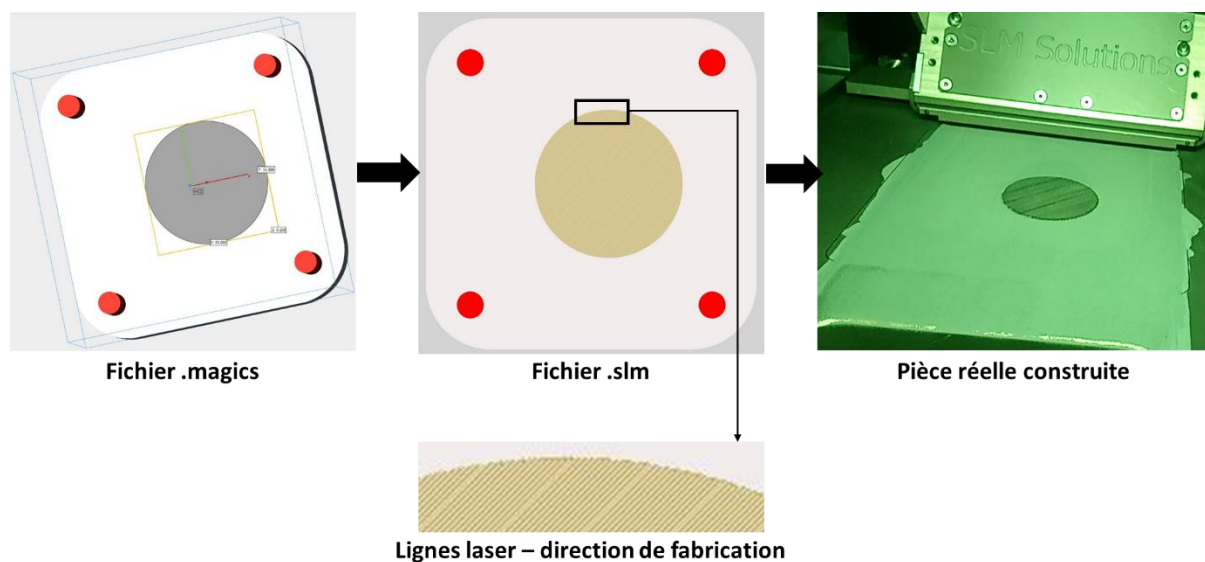 SLM Solutions
Fichier .magics
Fichier .slm
Pièce réelle construite
Lignes laser – direction de fabrication